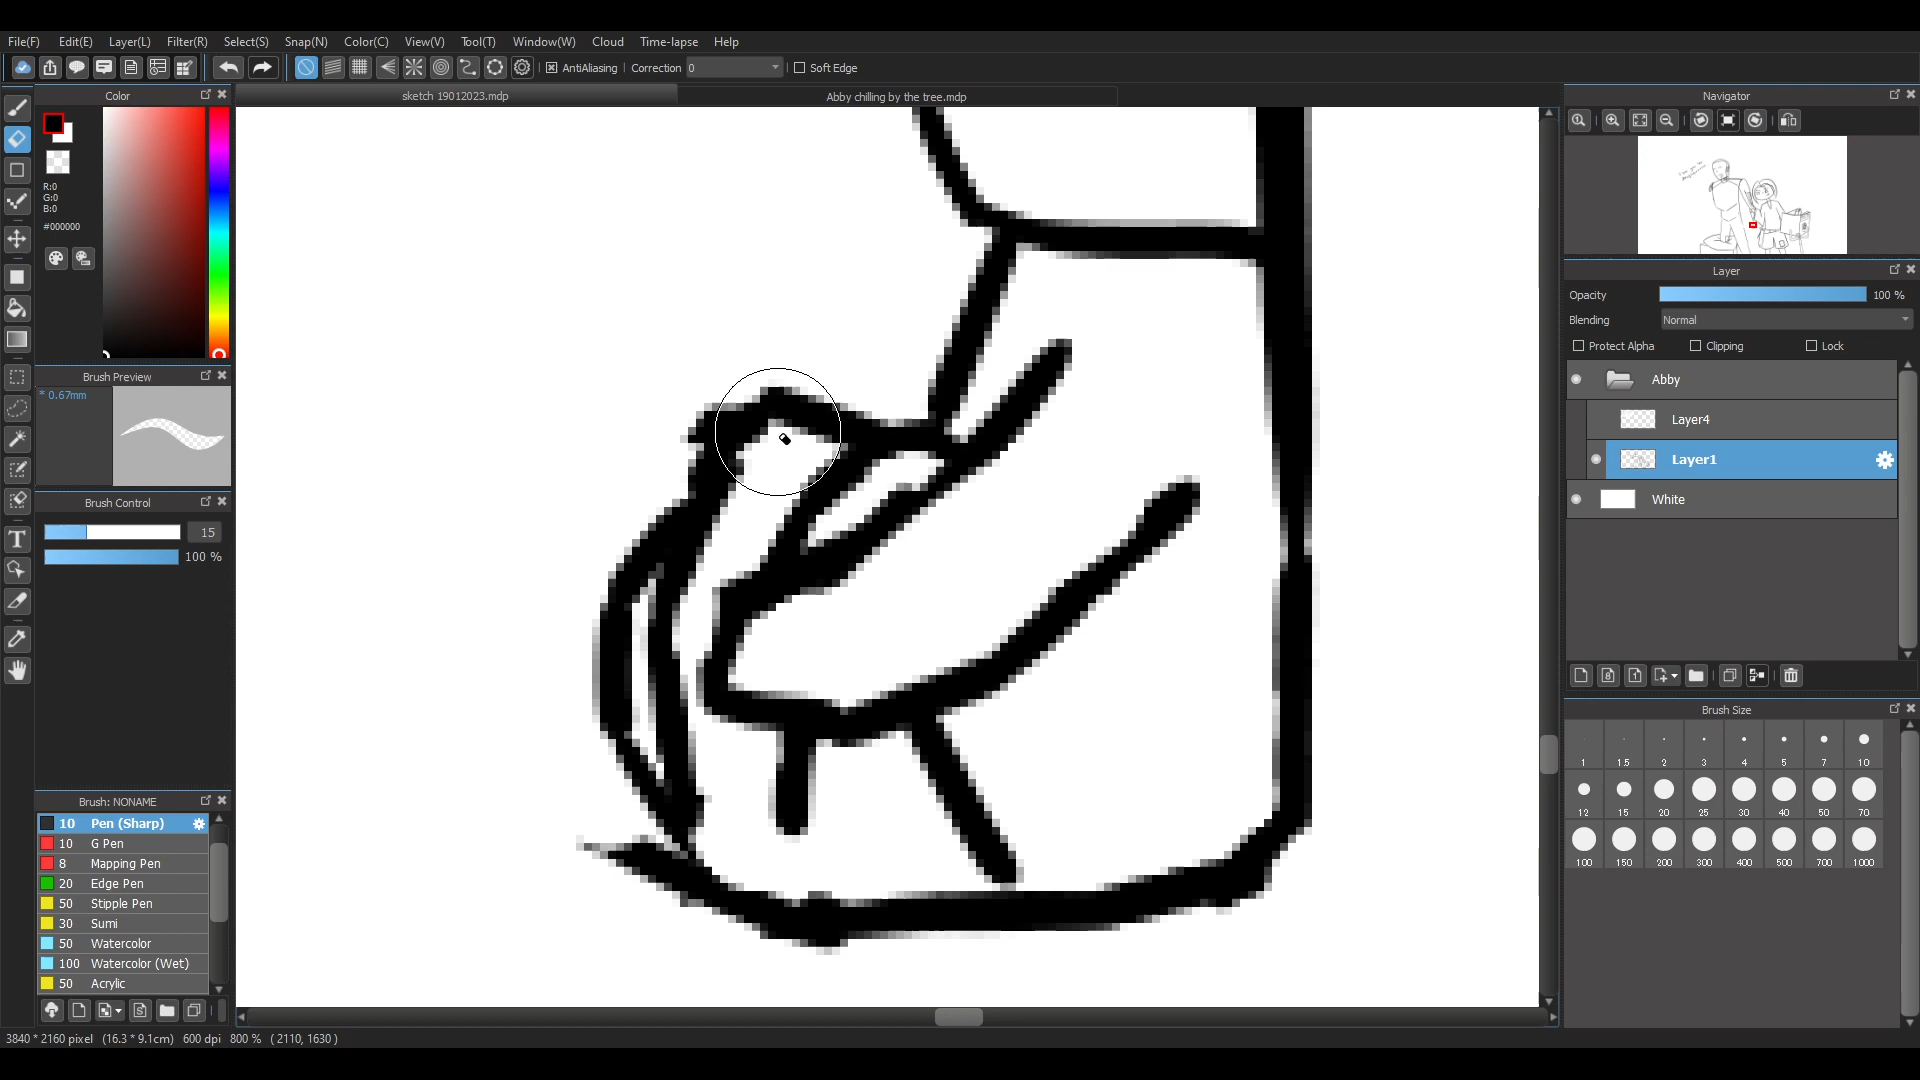 File(F) Edit(E) Layer(L) Filter(R) Select(S) Snap(N) Color(C) View(V) Tool(T) Window(W) Cloud Time-lapse Help
AntiAliasing Correction 0 Soft Edge
Color
sketch 19012023.mdp
Abby chilling by the tree.mdp
Navigator
R:0
G:0
B:0
#000000
Layer
Opacity 100 %
Blending Normal
Protect Alpha Clipping Lock
Brush Preview
* 0.67mm
Abby
Layer4
Layer1
White
Brush Control
15
100 %
Brush Size
1 1.5 2 3 4 5 7 10
12 15 20 25 30 40 50 70
100 150 200 300 400 500 700 1000
Brush: NONAME
10 Pen (Sharp)
10 G Pen
8 Mapping Pen
20 Edge Pen
50 Stipple Pen
30 Sumi
50 Watercolor
100 Watercolor (Wet)
50 Acrylic
3840 * 2160 pixel (16.3 * 9.1cm) 600 dpi 800 % ( 2110, 1630 )